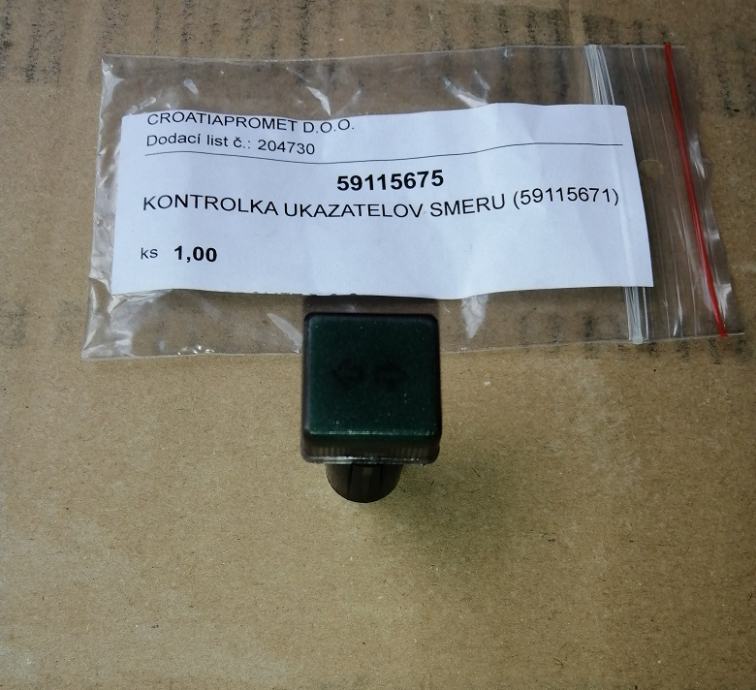 CROATIAPROMET D.O.O.
Dodací list č.: 204730
59115675
KONTROLKA UKAZATELOV SMERU (59115671)
ks 1,00